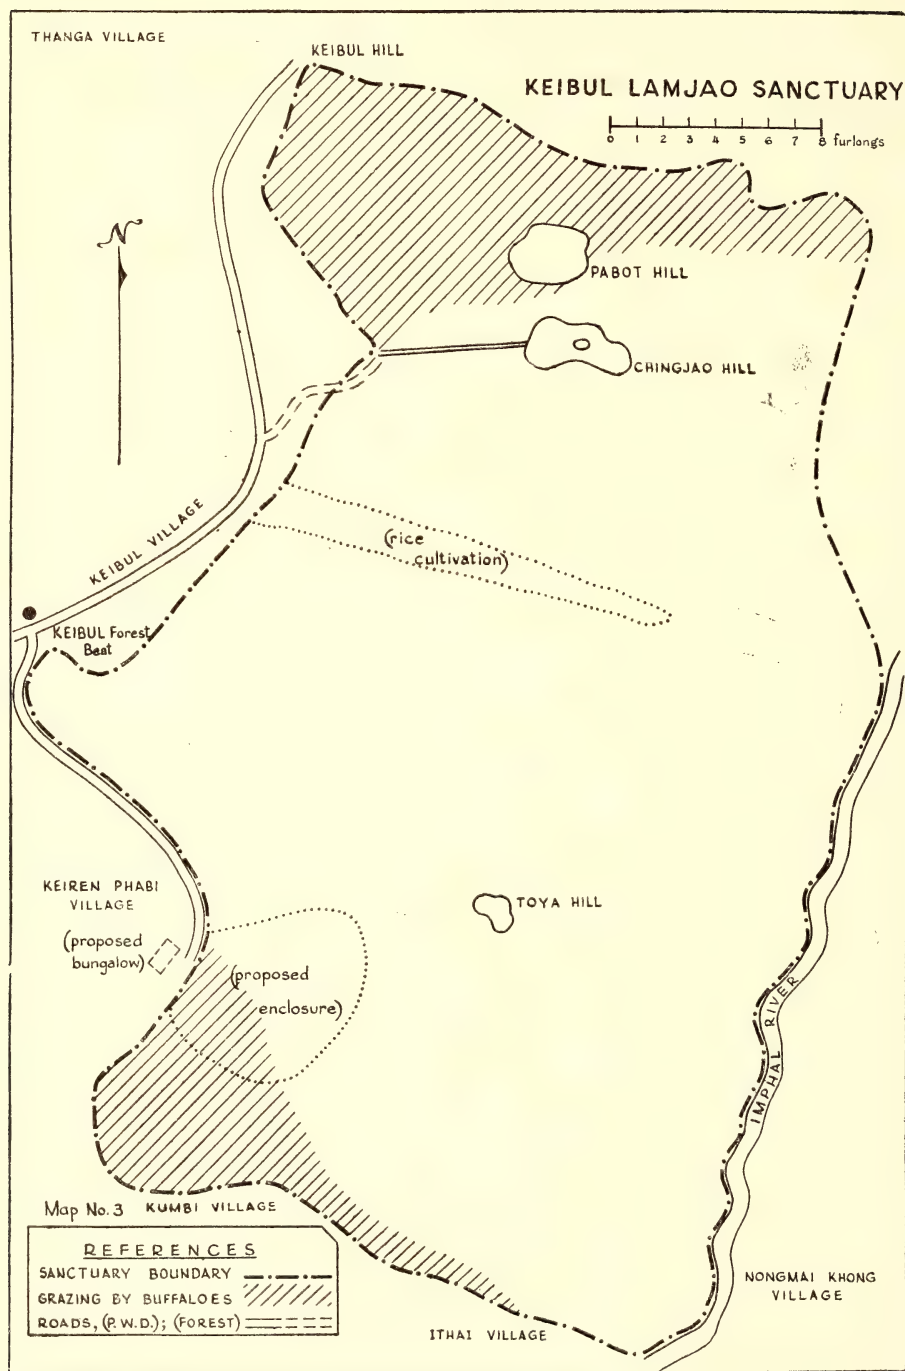 THANGA VILLAGE
KEIBUL HILL
KEIBUL LAMJAO SANCTUARY
0 1 2 3 4 5 6 7 8 furlongs
N
PABOT HILL
CHINGJAO HILL
KEIBUL VILLAGE
(rice
cultivation)
KEIBUL Forest
Beat
KEIREN PHABI
VILLAGE
(proposed
bungalow)
TOYA HILL
(proposed
enclosure)
IMPHAL RIVER
Map No. 3
KUMBI VILLAGE
REFERENCES
SANCTUARY BOUNDARY
GRAZING BY BUFFALOES
ROADS, (P.W.D.); (FOREST)
NONGMAI KHONG
VILLAGE
ITHAI VILLAGE